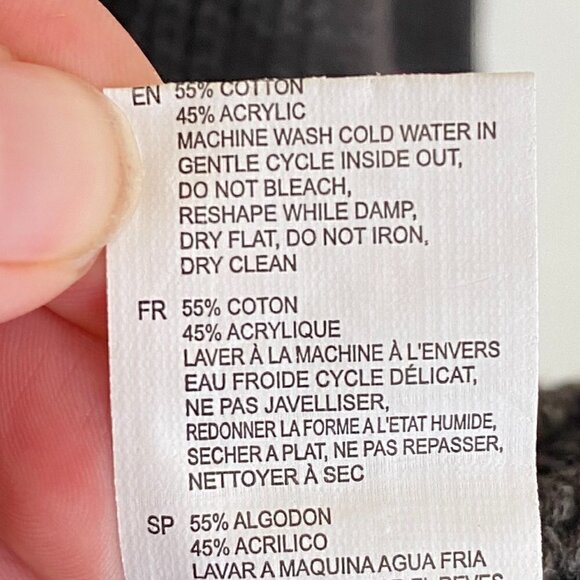 EN 55% COTTON
45% ACRYLIC
MACHINE WASH COLD WATER IN
GENTLE CYCLE INSIDE OUT,
DO NOT BLEACH,
RESHAPE WHILE DAMP,
DRY FLAT, DO NOT IRON,
DRY CLEAN
FR 55% COTON
45% ACRYLIQUE
LAVER À LA MACHINE À L'ENVERS
EAU FROIDE CYCLE DÉLICAT,
NE PAS JAVELLISER,
REDONNER LA FORME A L'ETAT HUMIDE,
SECHER A PLAT, NE PAS REPASSER,
NETTOYER À SEC
SP 55% ALGODON
45% ACRILICO
LAVAR A MAQUINA AGUA FRIA